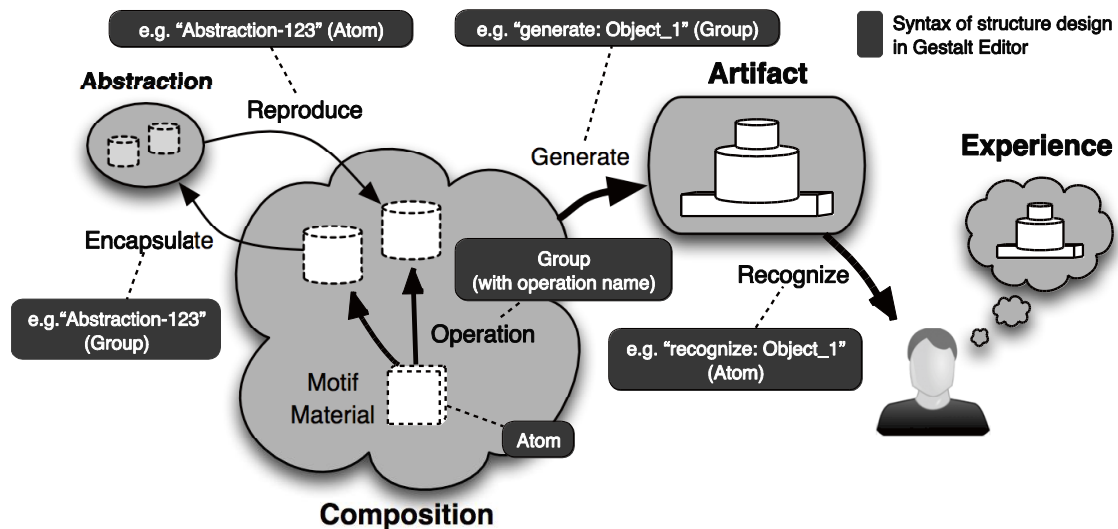 e.g. “Abstraction-123” (Atom)
e.g. “generate: Object_1” (Group)
Syntax of structure design
in Gestalt Editor
Abstraction
Reproduce
Artifact
Generate
Experience
Encapsulate
Group
(with operation name)
Recognize
e.g.“Abstraction-123”
(Group)
Operation
e.g. “recognize: Object_1”
(Atom)
Motif
Material
Atom
Composition